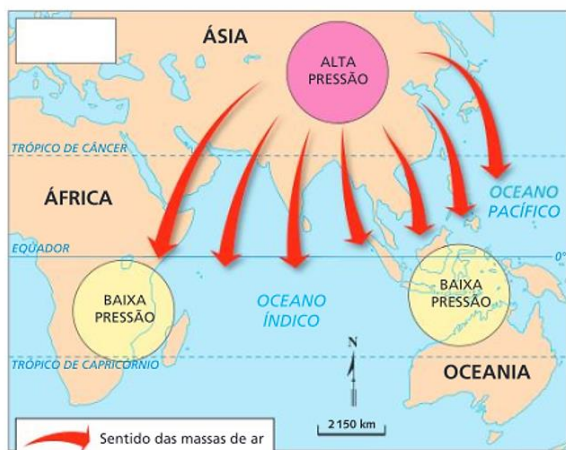 ÁSIA
ALTA
PRESSÃO
TRÓPICO DE CÂNCER
ÁFRICA
OCEANO
PACÍFICO
EQUADOR
0°
BAIXA
PRESSÃO
OCEANO
ÍNDICO
BAIXA
PRESSÃO
N
TRÓPICO DE CAPRICÓRNIO
OCEANIA
2 150 km
Sentido das massas de ar